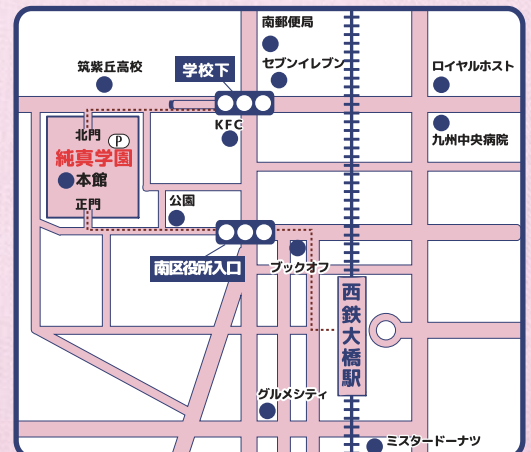 南郵便局
セブンイレブン
筑紫丘高校
学校下
ロイヤルホスト
KFC
九州中央病院
北門
P
純真学園
本館
正門
公園
南区役所入口
ブックオフ
西鉄大橋駅
グルメシティ
ミスタードーナツ